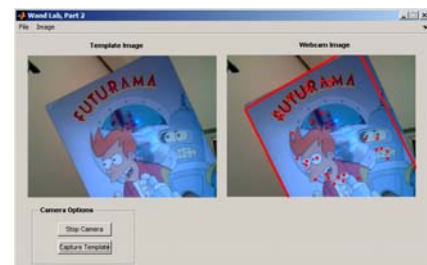 Wand Lab, Part 2
File Image
Template Image
Webcam Image
FUTURAMA
FUTURAMA
Camera Options
Stop Camera
Capture Template